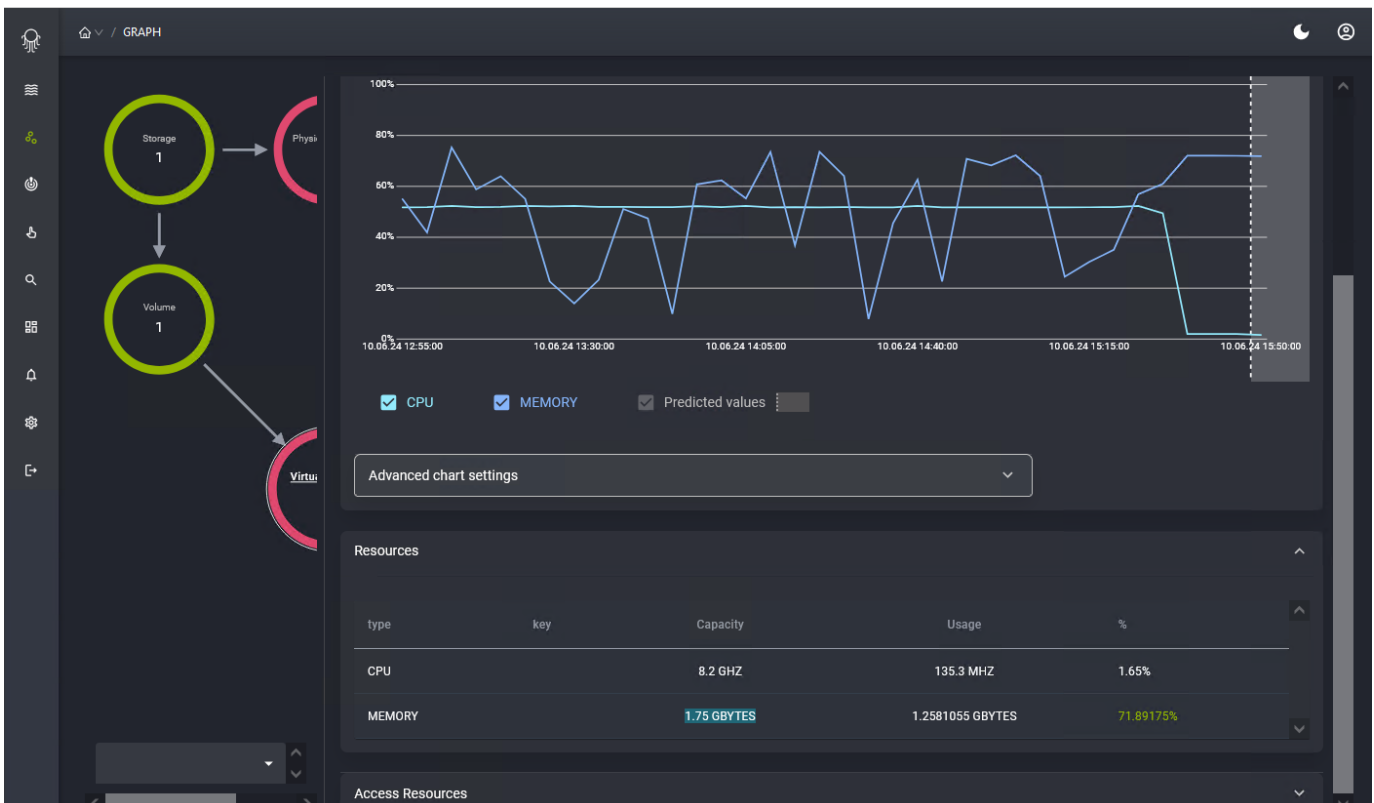 / GRAPH
Storage
1
Volume
1
100%
80%
60%
40%
20%
0%
10.06.24 12:55:00 10.06.24 13:30:00 10.06.24 14:05:00 10.06.24 14:40:00 10.06.24 15:15:00 10.06.24 15:50:00
CPU MEMORY Predicted values
Advanced chart settings
Resources
type key Capacity Usage %
CPU 8.2 GHZ 135.3 MHZ 1.65%
MEMORY 1.75 GBYTES 1.2581055 GBYTES 71.89175%
Access Resources